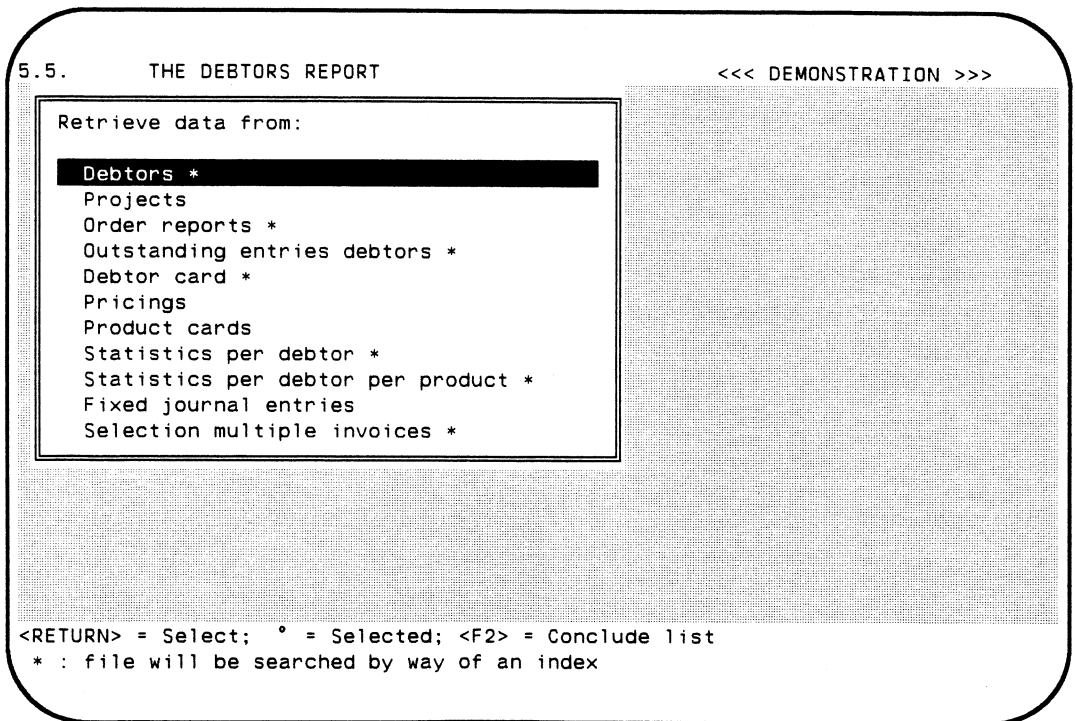 5.5. THE DEBTORS REPORT <<< DEMONSTRATION >>>
Retrieve data from:
Debtors *
Projects
Order reports *
Outstanding entries debtors *
Debtor card *
Pricings
Product cards
Statistics per debtor *
Statistics per debtor per product *
Fixed journal entries
Selection multiple invoices *
<RETURN> = Select; ° = Selected; <F2> = Conclude list
* : file will be searched by way of an index